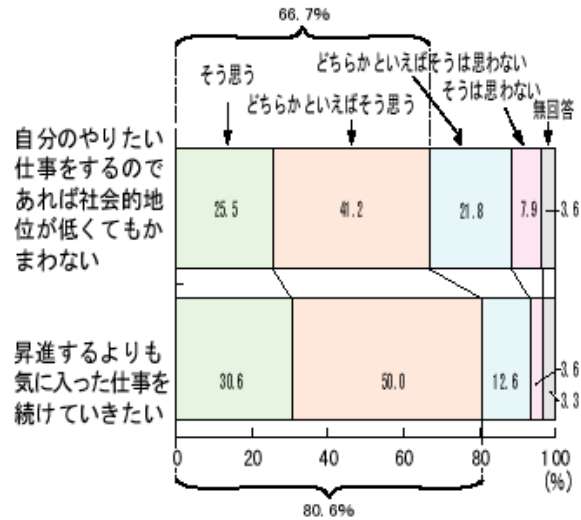 66.7%
どちらかといえばそうは思わない
そう思う
そうは思わない
どちらかといえばそう思う
無回答
自分のやりたい
仕事をするので
あれば社会的地
位が低くてもか
まわない
25.5
41.2
21.8
7.9
3.6
昇進するよりも
気に入った仕事を
続けていきたい
30.6
50.0
12.6
3.6
3.3
0
20
40
60
80
100
(%)
80.6%